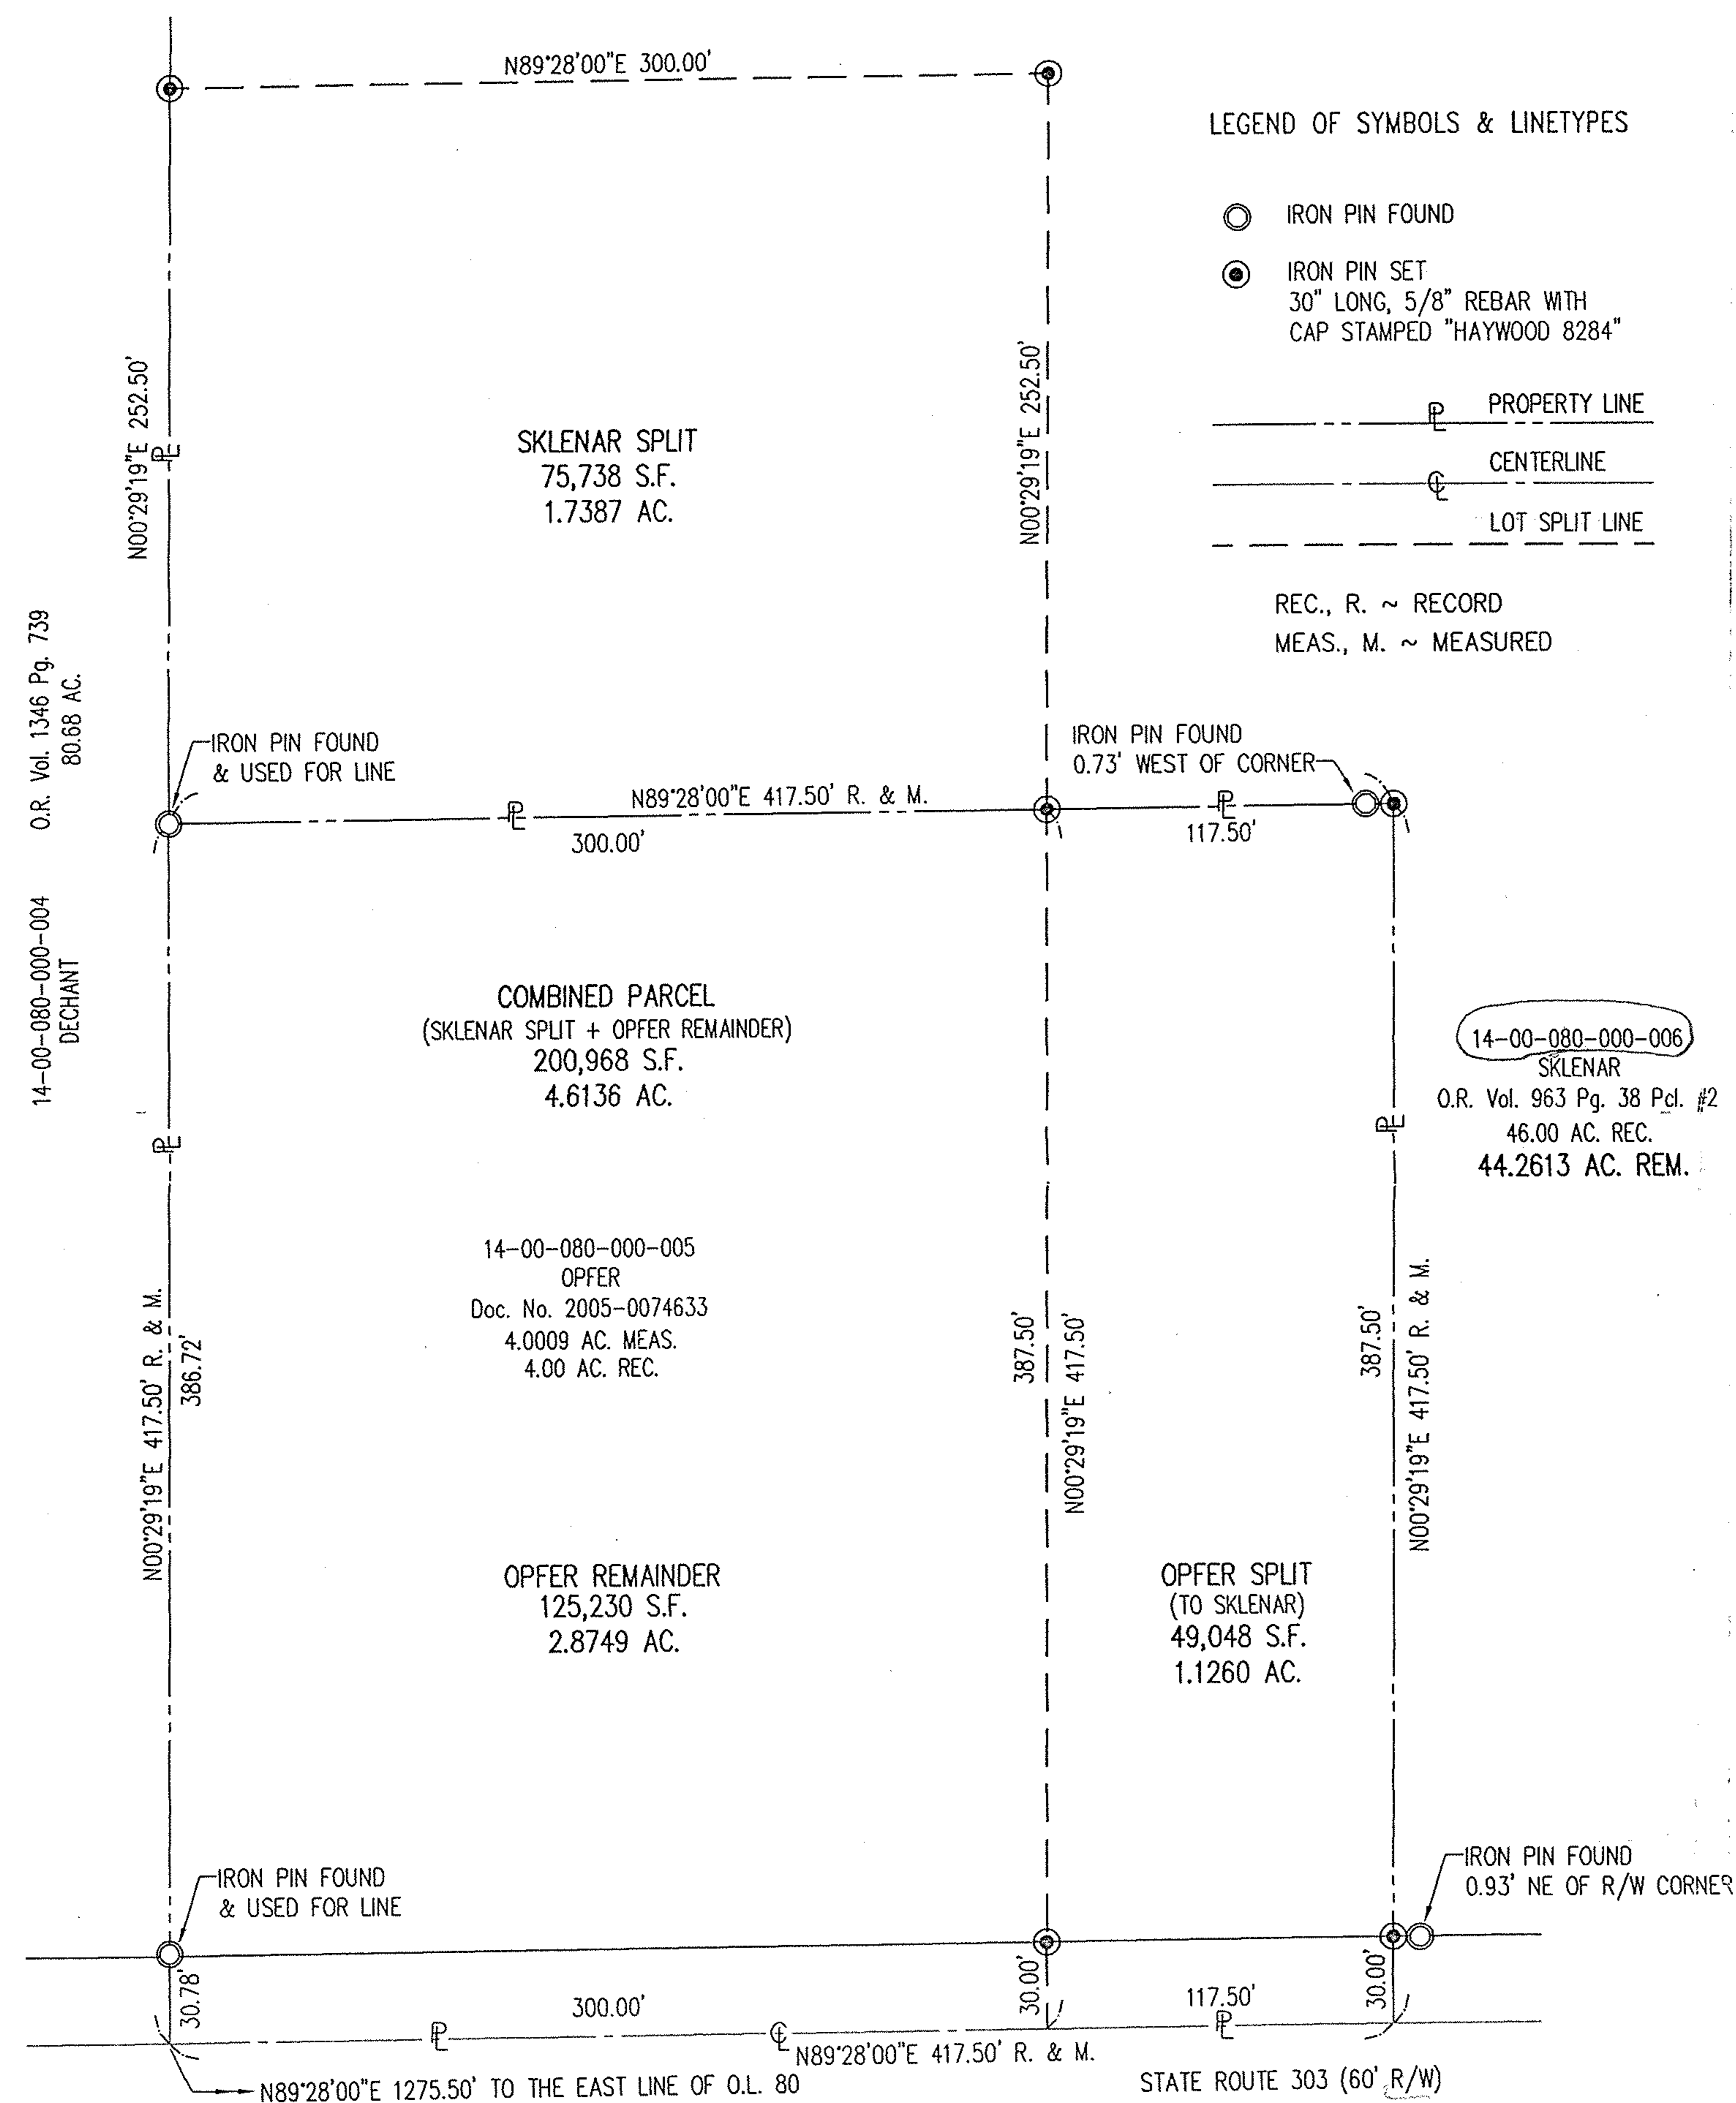 N89°28'00"E 300.00'
LEGEND OF SYMBOLS & LINETYPES
IRON PIN FOUND
IRON PIN SET
30" LONG, 5/8" REBAR WITH
CAP STAMPED "HAYWOOD 8284"
PROPERTY LINE
CENTERLINE
LOT SPLIT LINE
REC., R. ~ RECORD
MEAS., M. ~ MEASURED
N00°29'19"E 252.50'
SKLENAR SPLIT
75,738 S.F.
1.7387 AC.
N00°29'19"E 252.50'
O.R. Vol. 1346 Pg. 739
80.68 AC.
14-00-080-000-004
DECHANT
IRON PIN FOUND
& USED FOR LINE
IRON PIN FOUND
0.73' WEST OF CORNER
N89°28'00"E 417.50' R. & M.
300.00'
117.50'
COMBINED PARCEL
(SKLENAR SPLIT + OPFER REMAINDER)
200,968 S.F.
4.6136 AC.
14-00-080-000-006
SKLENAR
O.R. Vol. 963 Pg. 38 Pcl. #2
46.00 AC. REC.
44.2613 AC. REM.
14-00-080-000-005
OPFER
Doc. No. 2005-0074633
4.0009 AC. MEAS.
4.00 AC. REC.
N00°29'19"E 417.50' R. & M.
386.72'
387.50'
N00°29'19"E 417.50'
387.50'
N00°29'19"E 417.50' R. & M.
OPFER REMAINDER
125,230 S.F.
2.8749 AC.
OPFER SPLIT
(TO SKLENAR)
49,048 S.F.
1.1260 AC.
IRON PIN FOUND
& USED FOR LINE
IRON PIN FOUND
0.93' NE OF R/W CORNER
30.78'
300.00'
30.00'
117.50'
30.00'
N89°28'00"E 417.50' R. & M.
N89°28'00"E 1275.50' TO THE EAST LINE OF O.L. 80
STATE ROUTE 303 (60' R/W)